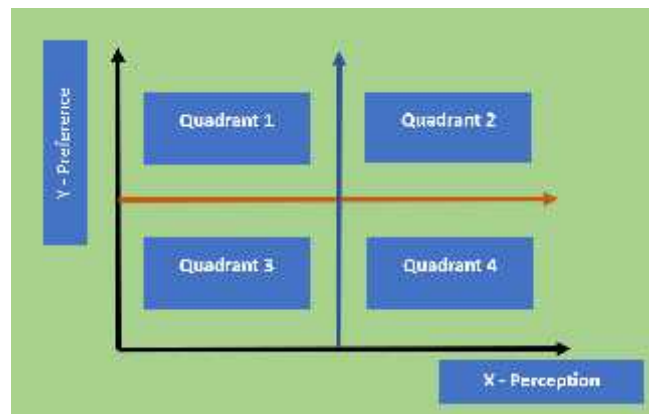 Y - Preference
Quadrant 1
Quadrant 2
Quadrant 3
Quadrant 4
X - Perception